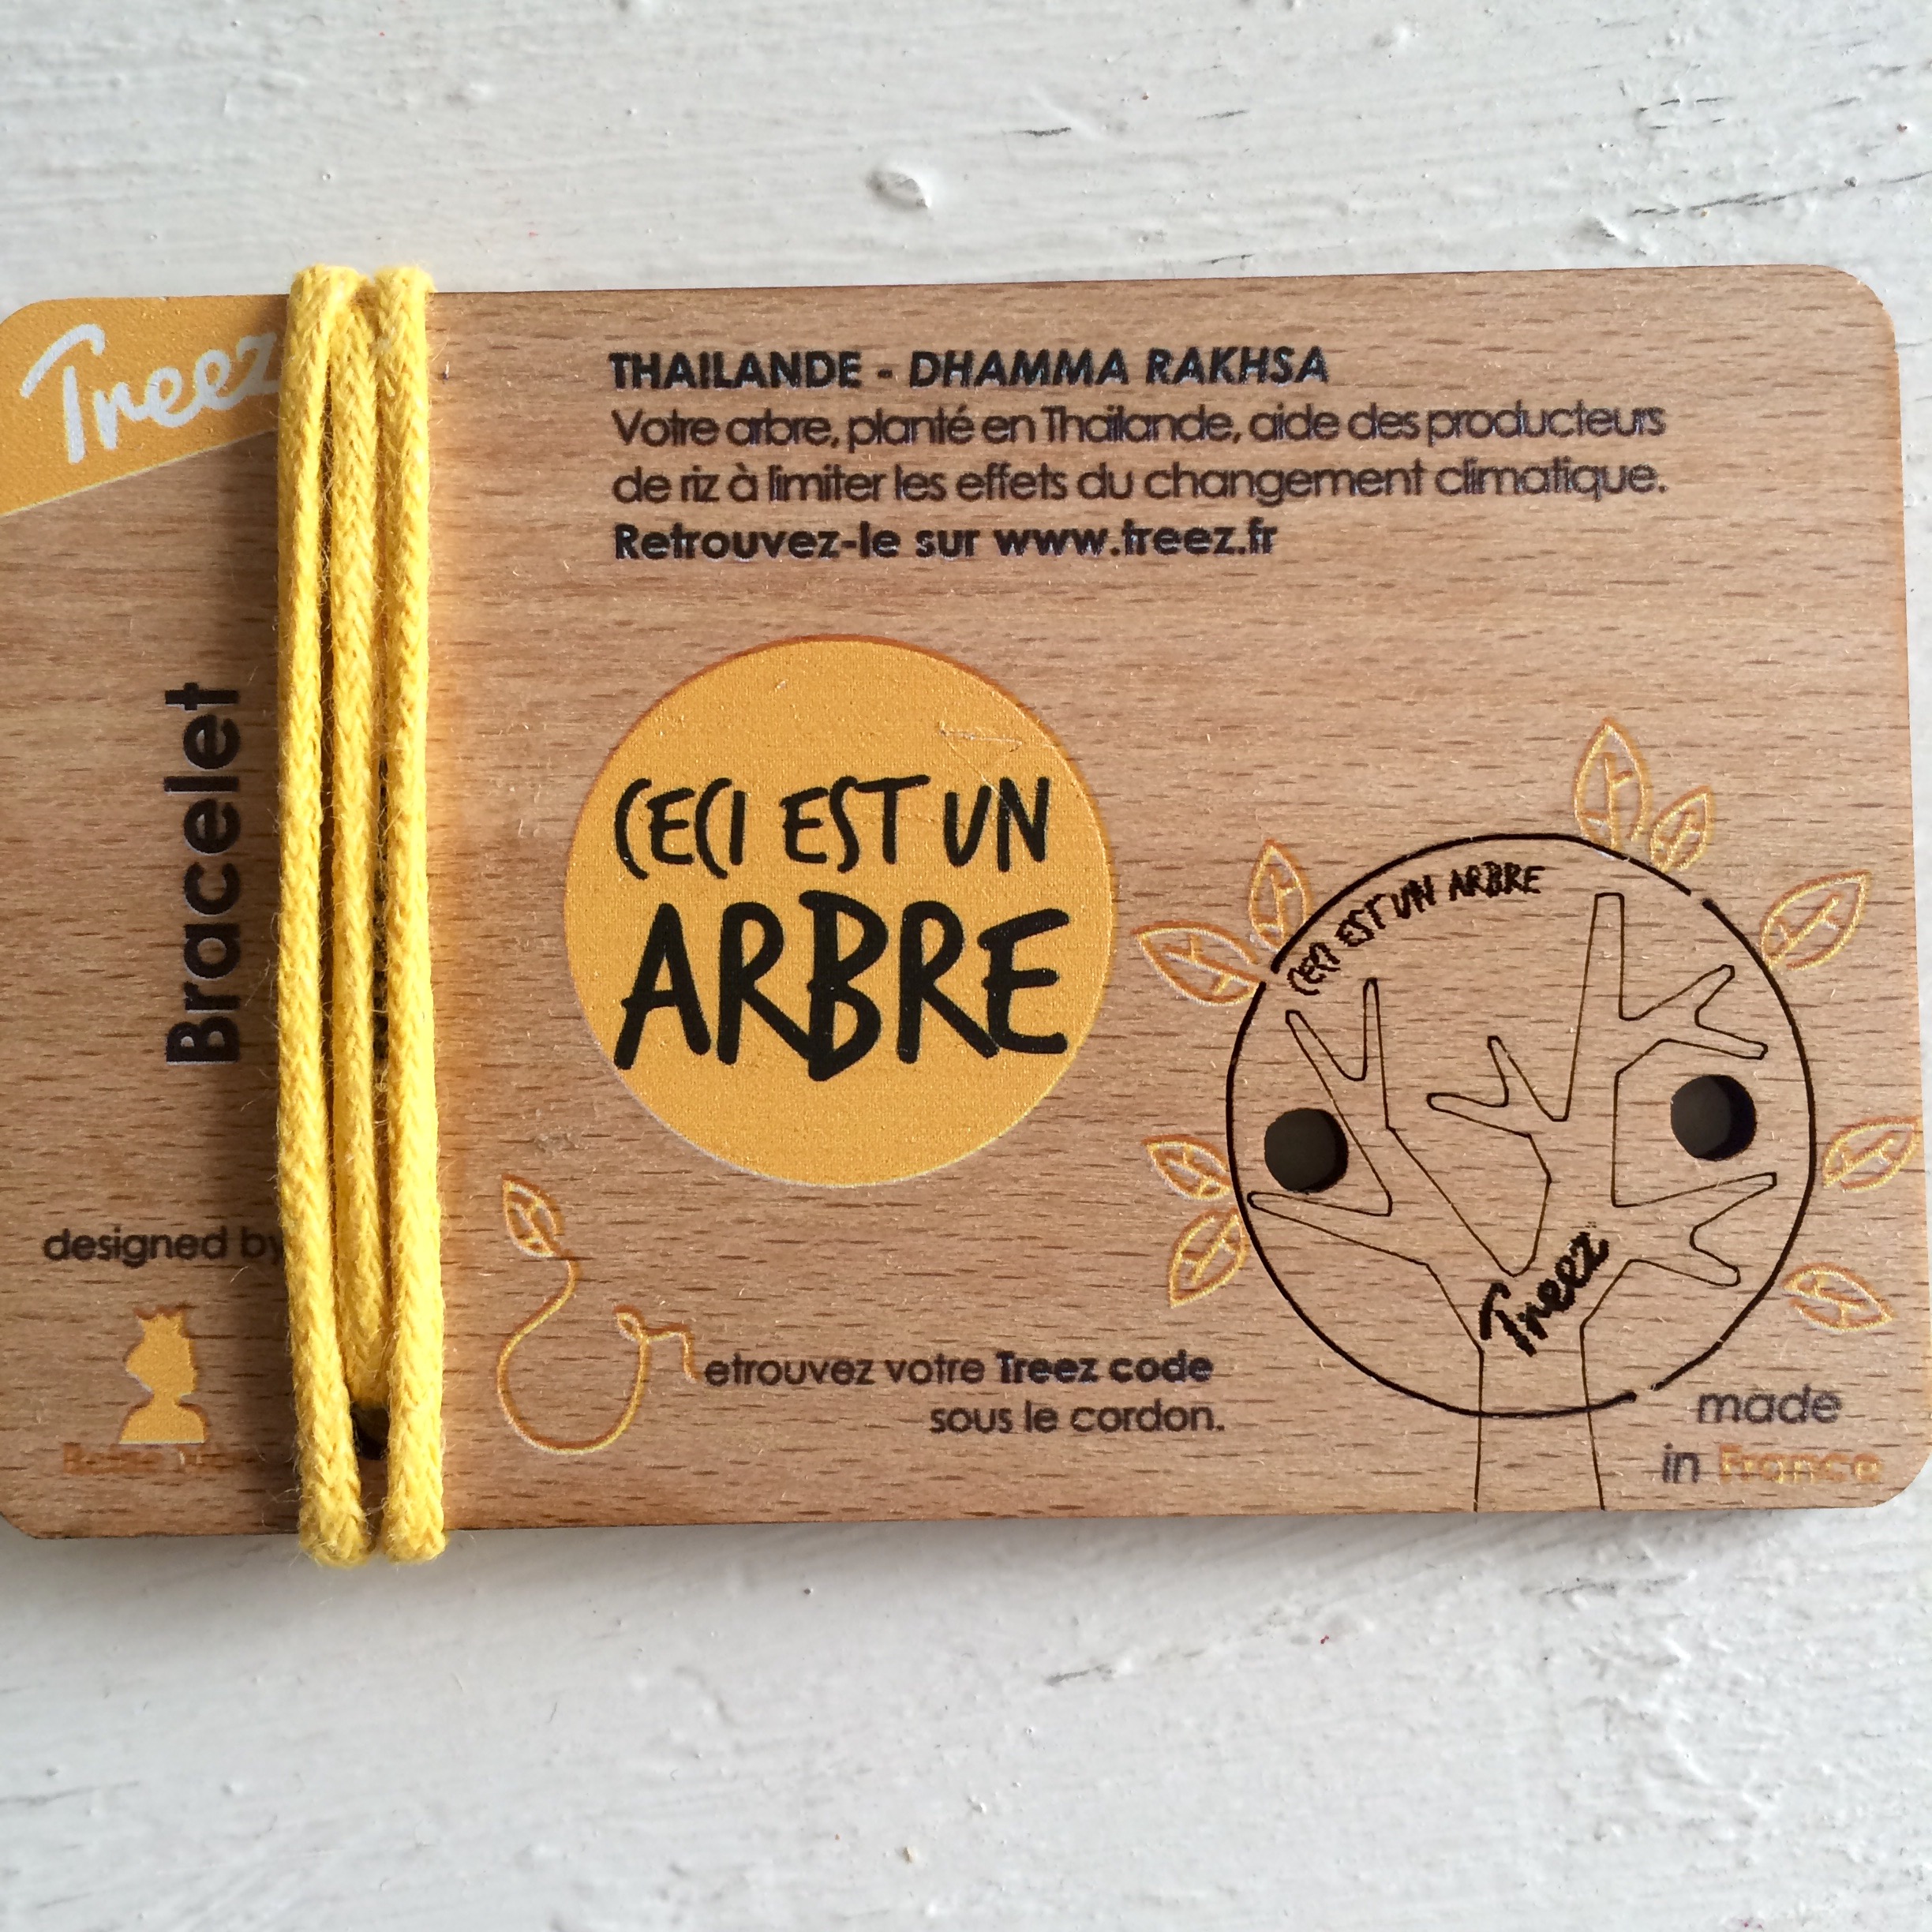 Treez
THAILANDE - DHAMMA RAKHSA
Votre arbre, planté en Thaïlande, aide des producteurs
de riz à limiter les effets du changement climatique.
Retrouvez-le sur www.treez.fr
Bracelet
CECI EST UN
ARBRE
CECI EST UN ARBRE
Treez
designed by
retrouvez votre Treez code
sous le cordon.
made
in France